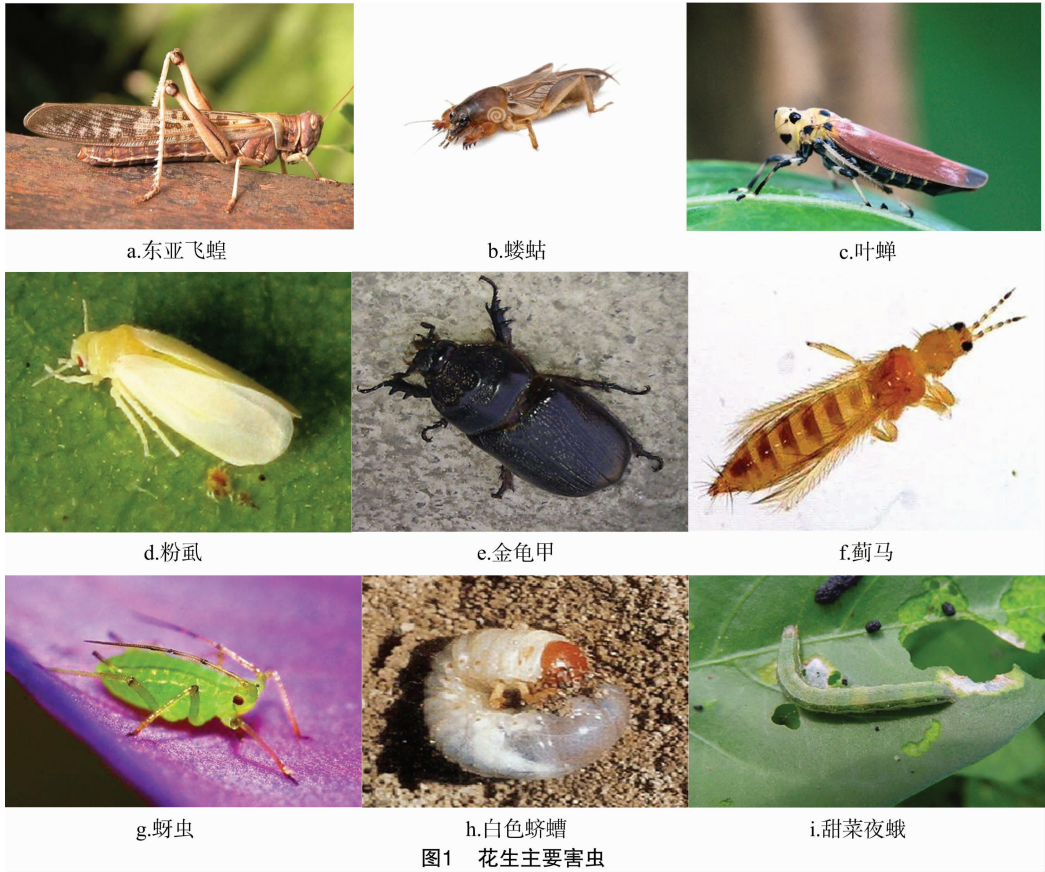 a.东亚飞蝗
b.蝼蛄
c.叶蝉
d.粉虱
e.金龟甲
f.蓟马
g.蚜虫
h.白色蛴螬
i.甜菜夜蛾
图1 花生主要害虫